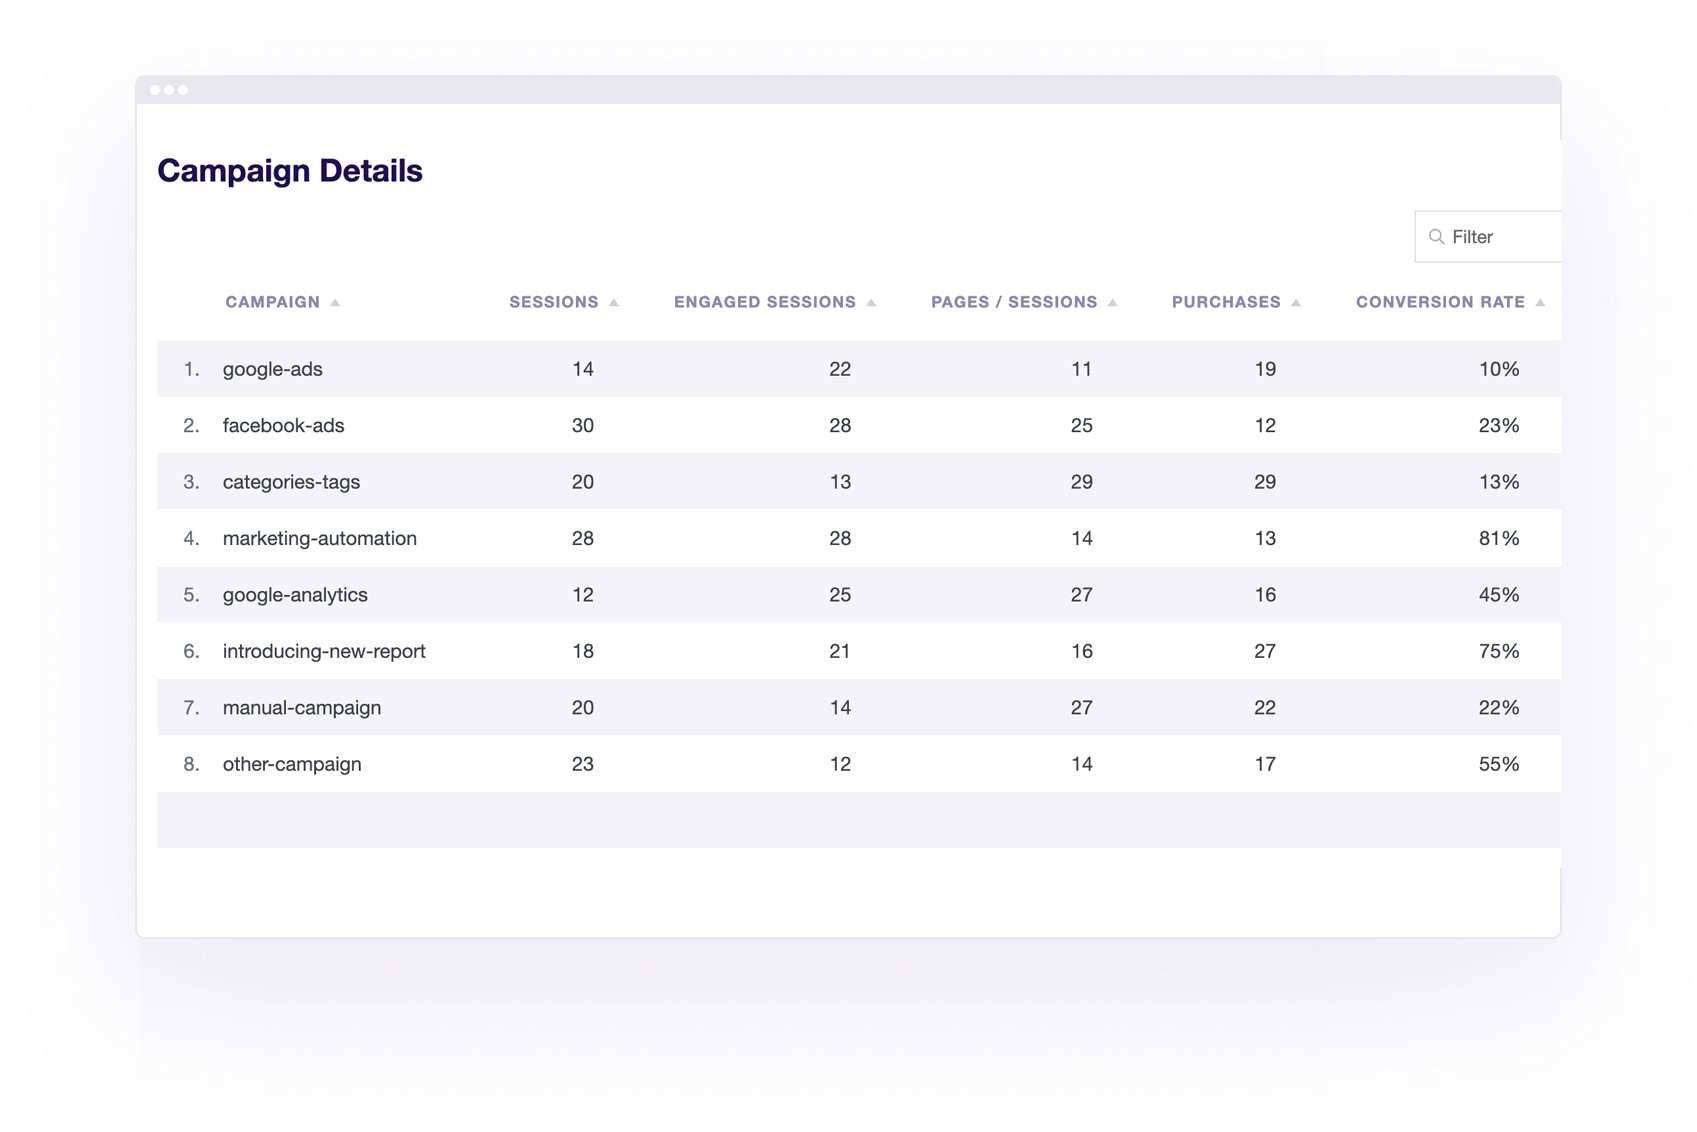 Campaign Details
Filter
CAMPAIGN SESSIONS ENGAGED SESSIONS PAGES / SESSIONS PURCHASES CONVERSION RATE
1. google-ads 14 22 11 19 10%
2. facebook-ads 30 28 25 12 23%
3. categories-tags 20 13 29 29 13%
4. marketing-automation 28 28 14 13 81%
5. google-analytics 12 25 27 16 45%
6. introducing-new-report 18 21 16 27 75%
7. manual-campaign 20 14 27 22 22%
8. other-campaign 23 12 14 17 55%